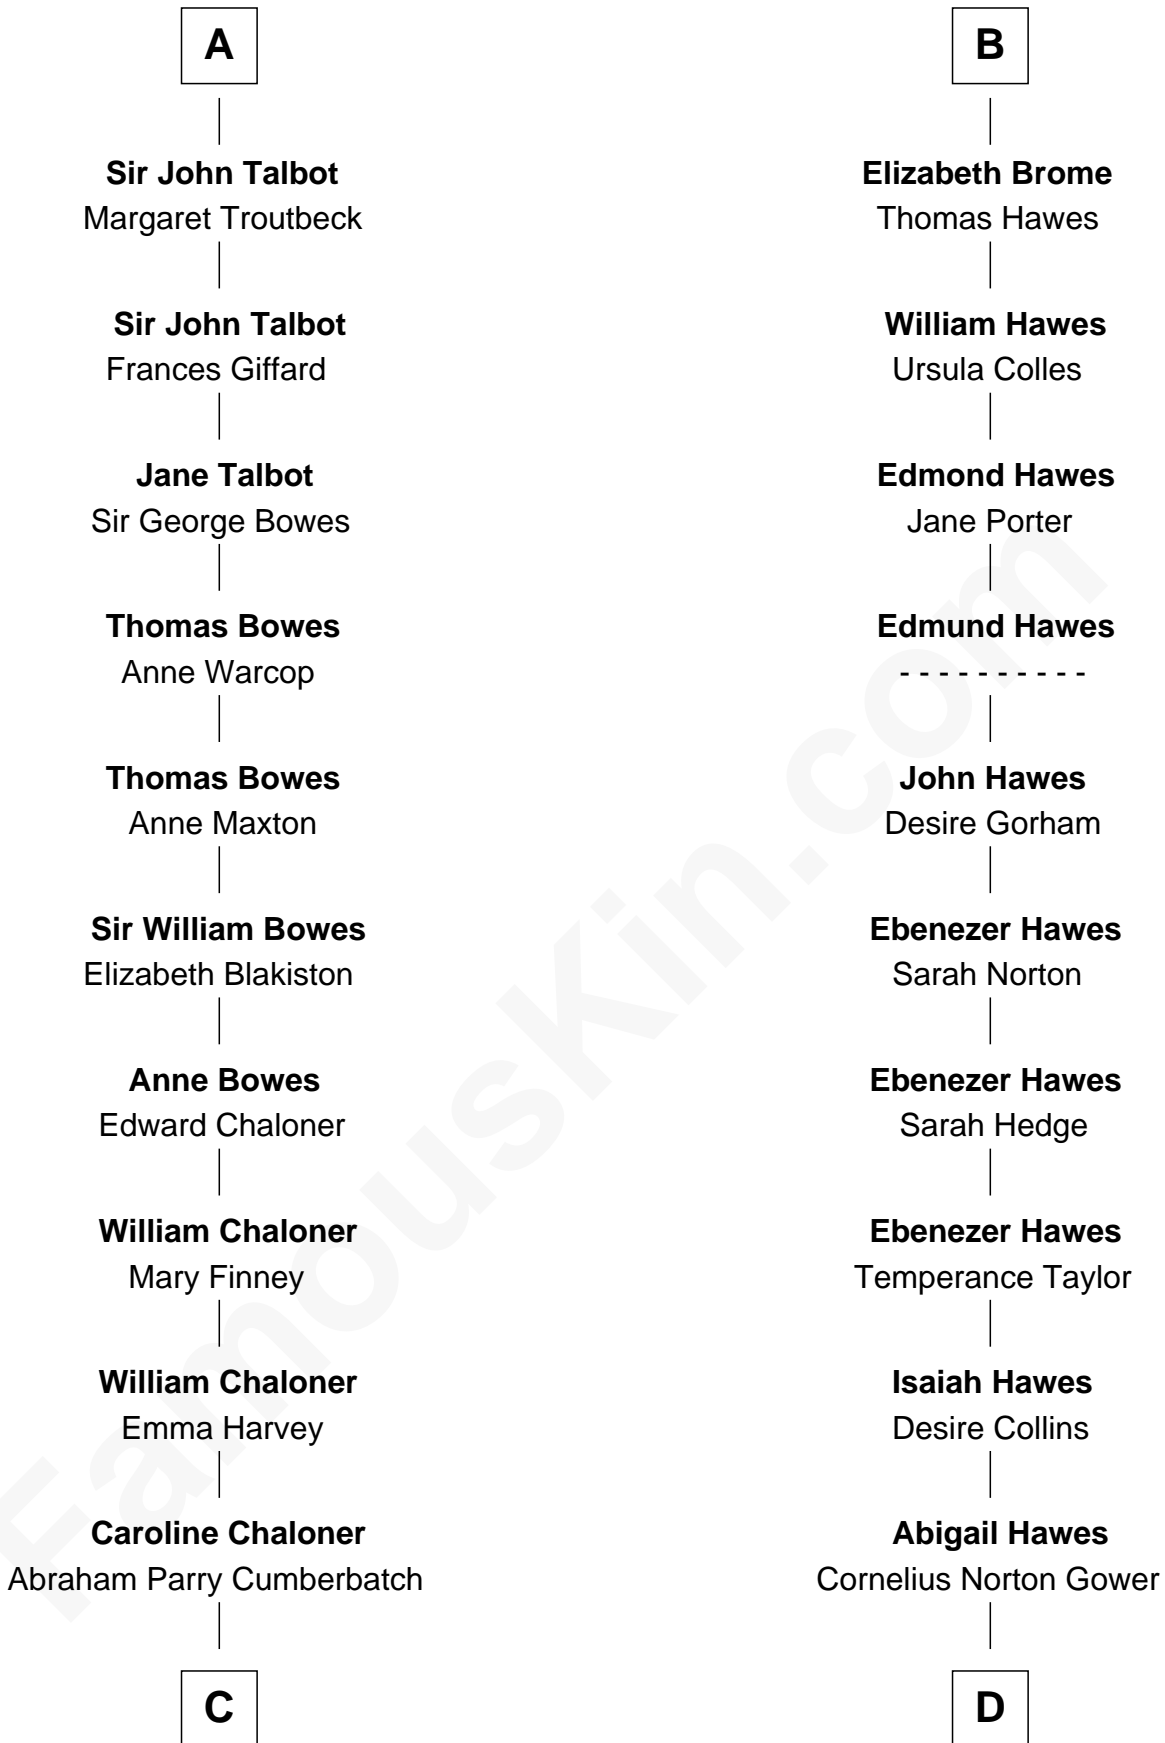 A
Sir John Talbot
Margaret Troutbeck
Sir John Talbot
Frances Giffard
Jane Talbot
Sir George Bowes
Thomas Bowes
Anne Warcop
Thomas Bowes
Anne Maxton
Sir William Bowes
Elizabeth Blakiston
Anne Bowes
Edward Chaloner
William Chaloner
Mary Finney
William Chaloner
Emma Harvey
Caroline Chaloner
Abraham Parry Cumberbatch
C
B
Elizabeth Brome
Thomas Hawes
William Hawes
Ursula Colles
Edmond Hawes
Jane Porter
Edmund Hawes
- - - - - - - - - -
John Hawes
Desire Gorham
Ebenezer Hawes
Sarah Norton
Ebenezer Hawes
Sarah Hedge
Ebenezer Hawes
Temperance Taylor
Isaiah Hawes
Desire Collins
Abigail Hawes
Cornelius Norton Gower
D
FamousKin.com